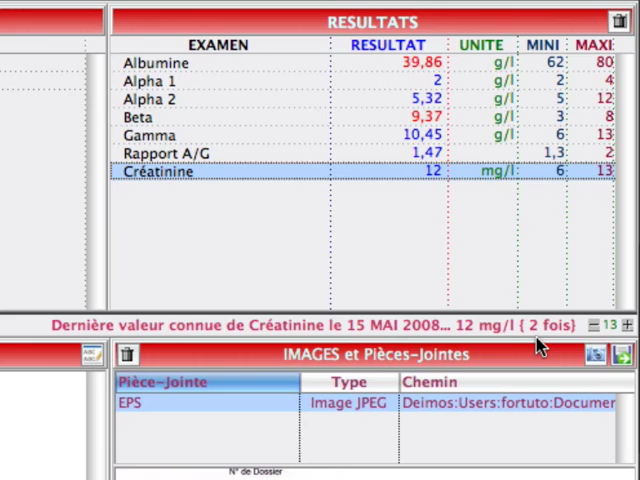 RESULTATS
EXAMEN RESULTAT UNITE MINI MAXI
Albumine 39,86 g/l 62 80
Alpha 1 2 g/l 2 4
Alpha 2 5,32 g/l 5 12
Beta 9,37 g/l 3 8
Gamma 10,45 g/l 6 13
Rapport A/G 1,47 1,3 2
Créatinine 12 mg/l 6 13
Dernière valeur connue de Créatinine le 15 MAI 2008... 12 mg/l { 2 fois} 13
IMAGES et Pièces-Jointes
Pièce-Jointe Type Chemin
EPS Image JPEG Deimos:Users:fortuto:Documer
N° de Dossier